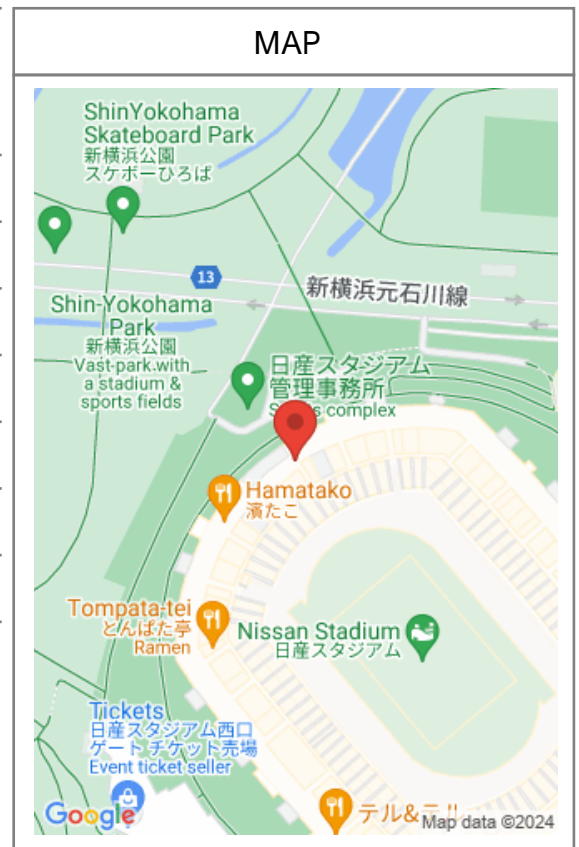 MAP
ShinYokohama
Skateboard Park
新横浜公園
スケボーひろば
13
新横浜元石川線
Shin-Yokohama
Park
新横浜公園
Vast park with
a stadium &
sports fields
日産スタジアム
管理事務所
complex
Hamatako
濱たこ
Tompata-tei
とんぱた亭
Ramen
Nissan Stadium
日産スタジアム
Tickets
日産スタジアム西口
ゲート チケット売場
Event ticket seller
テル&
Google
Map data ©2024